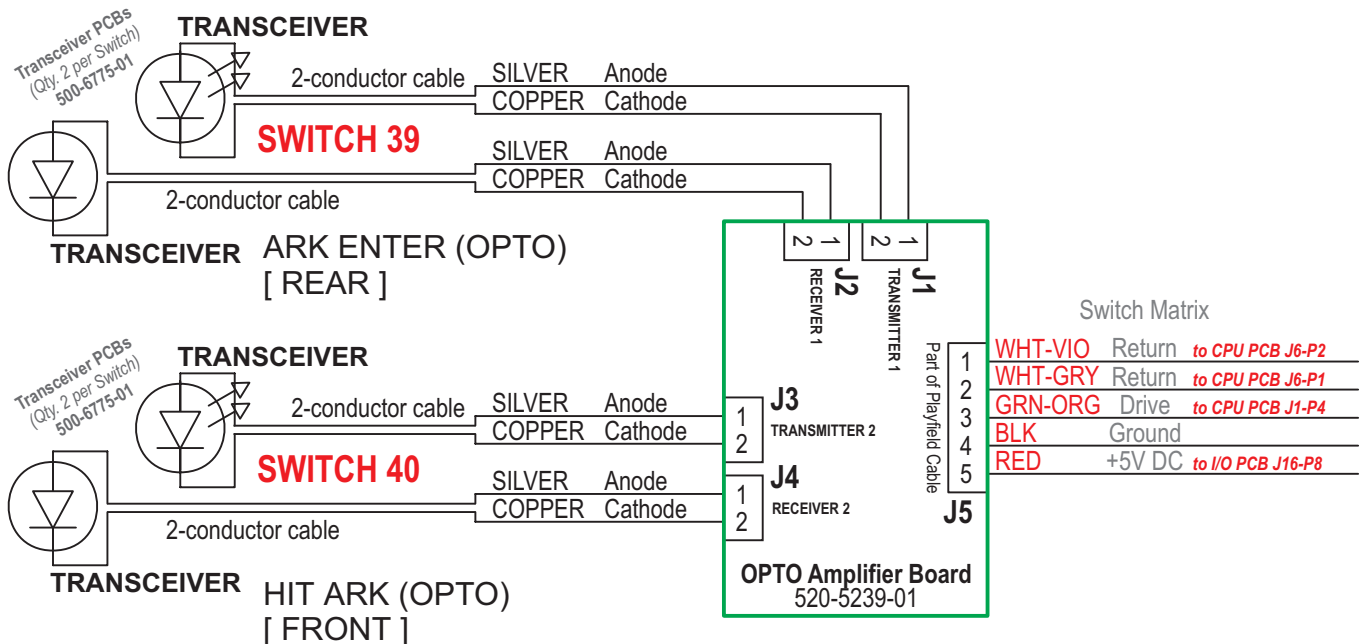 Transceiver PCBs
(Qty. 2 per Switch)
500-6775-01
TRANSCEIVER
2-conductor cable
SILVER Anode
COPPER Cathode
SWITCH 39
SILVER Anode
COPPER Cathode
2-conductor cable
TRANSCEIVER
ARK ENTER (OPTO)
[ REAR ]
2 1
J2
RECEIVER 1
2 1
J1
TRANSMITTER 1
Transceiver PCBs
(Qty. 2 per Switch)
500-6775-01
TRANSCEIVER
2-conductor cable
SILVER Anode
COPPER Cathode
SWITCH 40
SILVER Anode
COPPER Cathode
2-conductor cable
TRANSCEIVER
HIT ARK (OPTO)
[ FRONT ]
1
2
J3
TRANSMITTER 2
1
2
J4
RECEIVER 2
Part of Playfield Cable
Switch Matrix
1 WHT-VIO Return to CPU PCB J6-P2
2 WHT-GRY Return to CPU PCB J6-P1
3 GRN-ORG Drive to CPU PCB J1-P4
4 BLK Ground
5 RED +5V DC to I/O PCB J16-P8
J5
OPTO Amplifier Board
520-5239-01